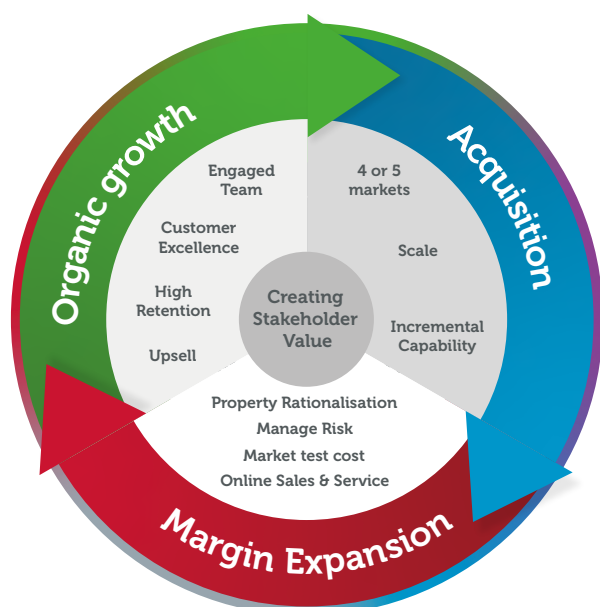 Organic growth
Acquisition
Margin Expansion
Engaged
Team
Customer
Excellence
High
Retention
Upsell
4 or 5
markets
Scale
Incremental
Capability
Creating
Stakeholder
Value
Property Rationalisation
Manage Risk
Market test cost
Online Sales & Service